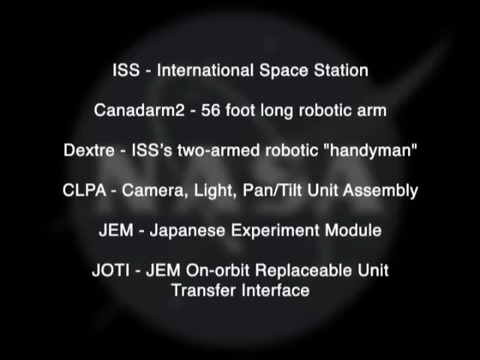 ISS - International Space Station
Canadarm2 - 56 foot long robotic arm
Dextre - ISS's two-armed robotic "handyman"
CLPA - Camera, Light, Pan/Tilt Unit Assembly
JEM - Japanese Experiment Module
JOTI - JEM On-orbit Replaceable Unit
Transfer Interface
NASA